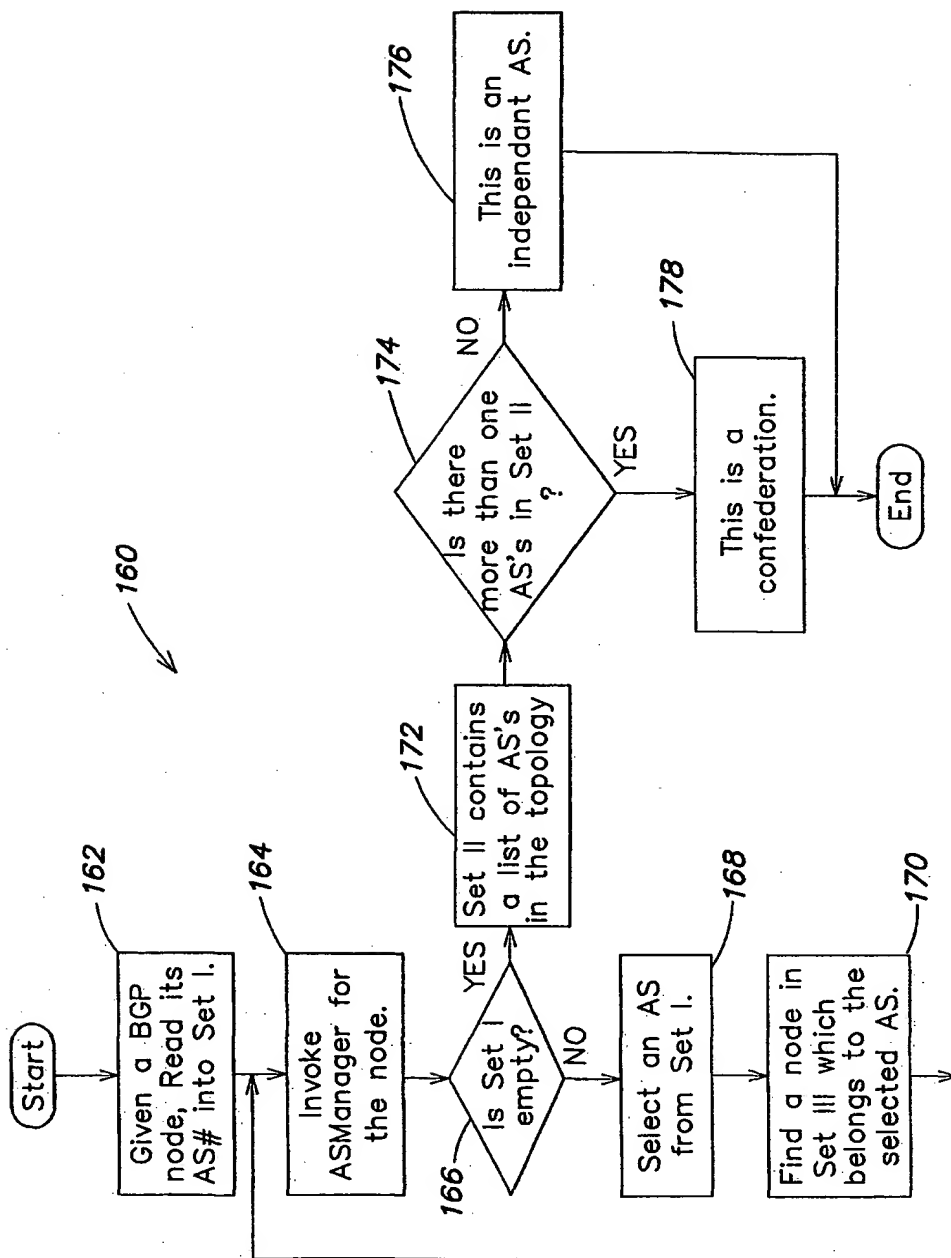 160
Start
162
Given a BGP
node, Read its
AS# into Set I.
164
Invoke
ASManager for
the node.
166
Is Set I
empty?
YES
NO
168
Select an AS
from Set I.
170
Find a node in
Set III which
belongs to the
selected AS.
172
Set II contains
a list of AS's
in the topology
174
Is there
more than one
AS's in Set II
?
NO
YES
176
This is an
independant AS.
178
This is a
confederation.
End